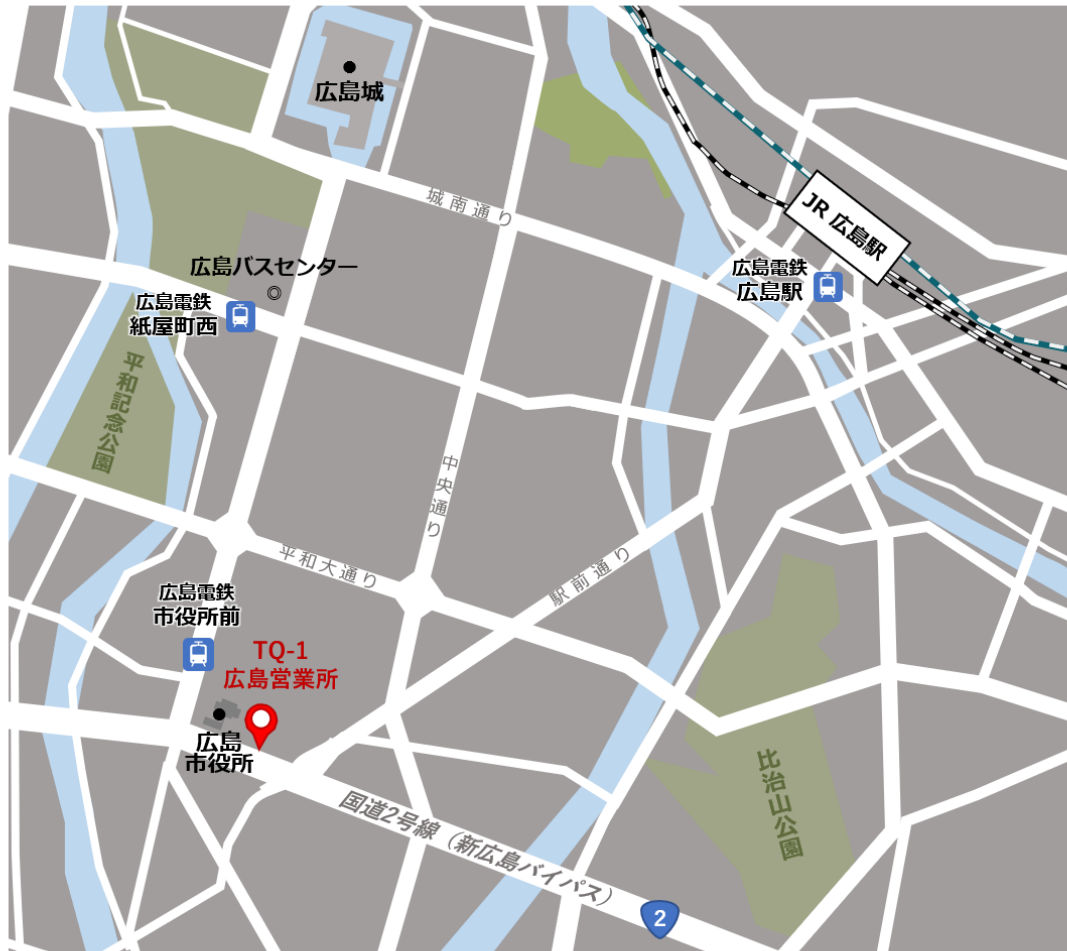 広島城
城南通り
JR 広島駅
広島バスセンター
広島電鉄
広島駅
広島電鉄
紙屋町西
平和記念公園
中央通り
平和大通り
駅前通り
広島電鉄
市役所前
TQ-1
広島営業所
広島
市役所
比治山公園
国道2号線（新広島バイパス）
2